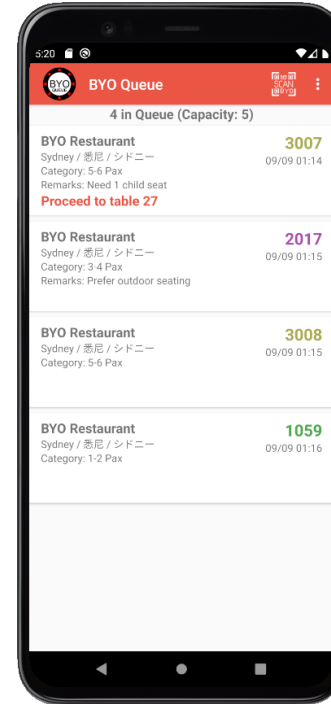 5:20
BYO
QUEUE
BYO Queue
SCAN
BYO
4 in Queue (Capacity: 5)
BYO Restaurant 3007
Sydney / 悉尼 / シドニー 09/09 01:14
Category: 5-6 Pax
Remarks: Need 1 child seat
Proceed to table 27
BYO Restaurant 2017
Sydney / 悉尼 / シドニー 09/09 01:15
Category: 3-4 Pax
Remarks: Prefer outdoor seating
BYO Restaurant 3008
Sydney / 悉尼 / シドニー 09/09 01:15
Category: 5-6 Pax
BYO Restaurant 1059
Sydney / 悉尼 / シドニー 09/09 01:16
Category: 1-2 Pax